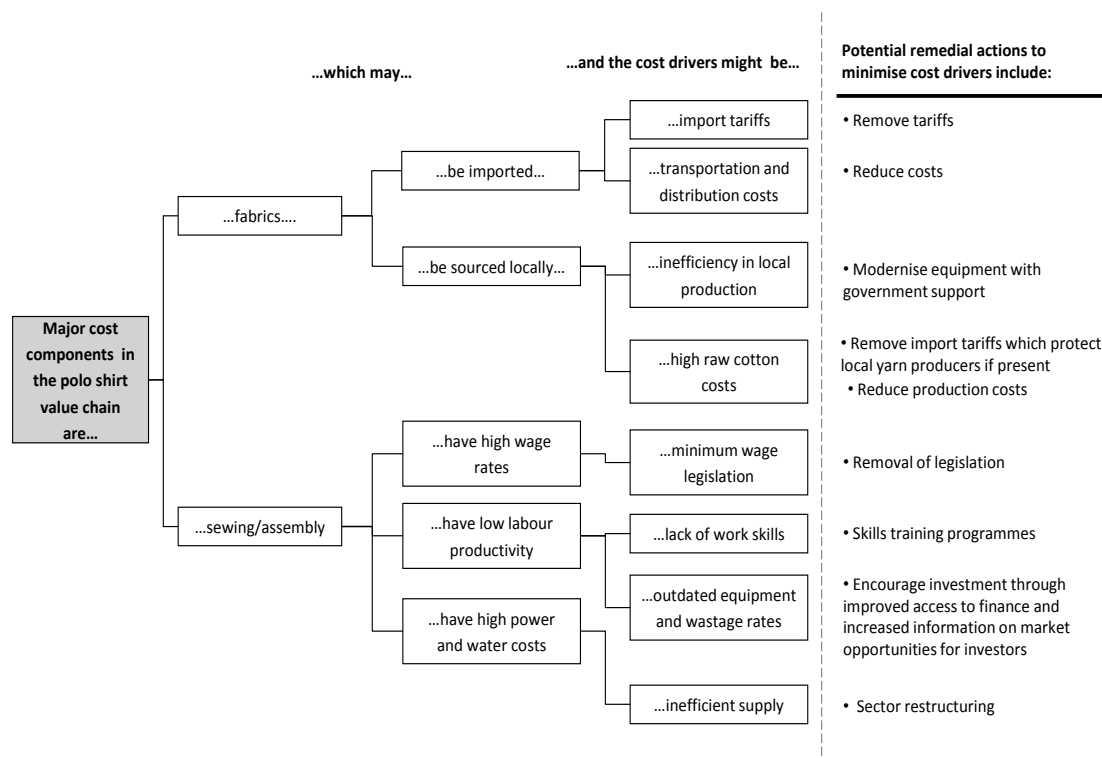 …which may…
…and the cost drivers might  be…
Potential remedial actions to
minimise cost drivers include:
…import tariffs
• Remove tariffs
…be imported…
…transportation and
distribution costs
• Reduce costs
…fabrics….
…be sourced locally…
…inefficiency in local
production
• Modernise equipment with
government support
Major cost
components  in
the polo shirt
value chain
are…
…high raw cotton
costs
• Remove import tariffs which protect
local yarn producers if present
• Reduce production costs
…have high wage
rates
…minimum wage
legislation
• Removal of legislation
…sewing/assembly
…have low labour
productivity
…lack of work skills
• Skills training programmes
…outdated equipment
and wastage rates
• Encourage investment through
improved access to finance and
increased information on market
opportunities for investors
…have high power
and water costs
…inefficient supply
• Sector restructuring